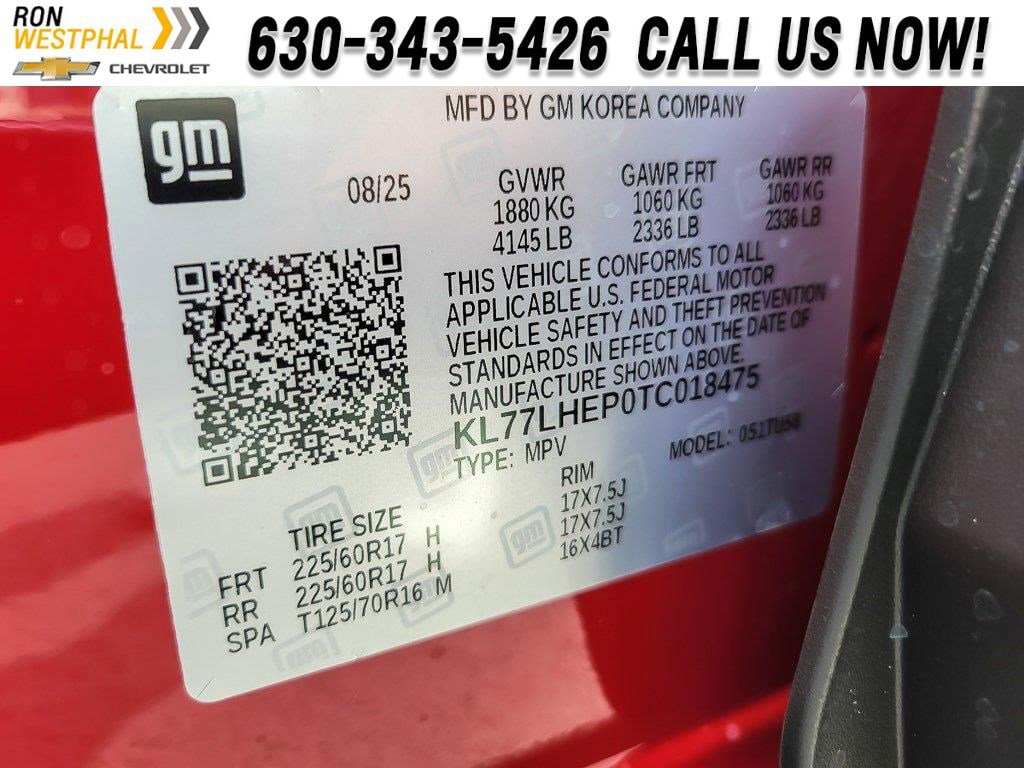 RON
WESTPHAL
CHEVROLET
630-343-5426 CALL US NOW!
gm
MFD BY GM KOREA COMPANY
08/25
GVWR GAWR FRT GAWR RR
1880 KG 1060 KG 1060 KG
4145 LB 2336 LB 2336 LB
THIS VEHICLE CONFORMS TO ALL
APPLICABLE U.S. FEDERAL MOTOR
VEHICLE SAFETY AND THEFT PREVENTION
STANDARDS IN EFFECT ON THE DATE OF
MANUFACTURE SHOWN ABOVE.
KL77LHEP0TC018475
TYPE: MPV MODEL: 051TU58
TIRE SIZE RIM
FRT 225/60R17 H 17X7.5J
RR 225/60R17 H 17X7.5J
SPA T125/70R16 M 16X4BT